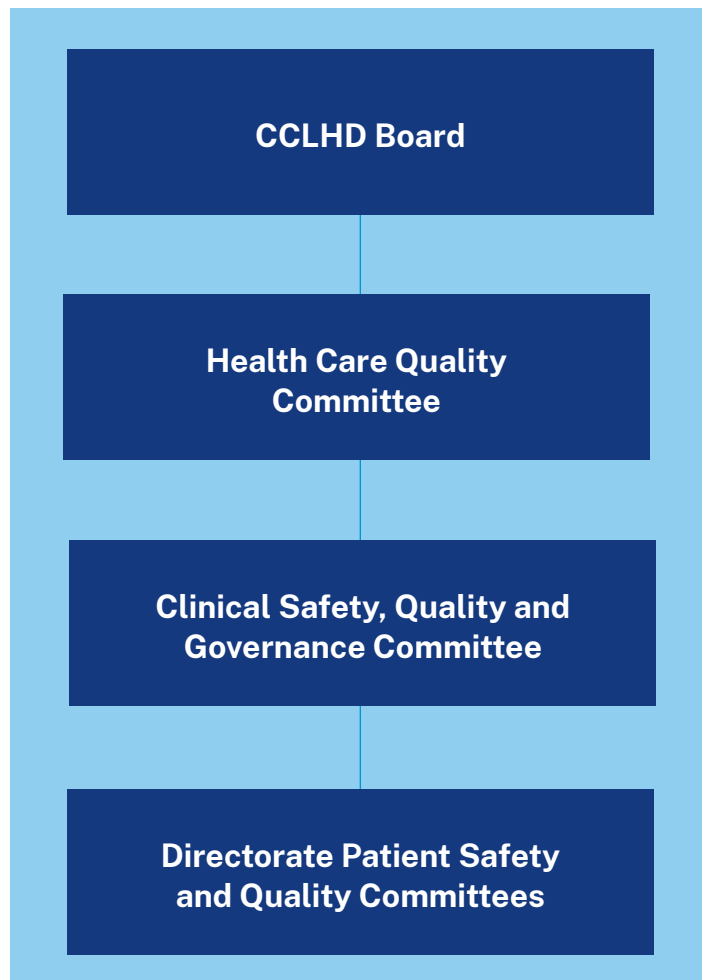 CCLHD Board
Health Care Quality
Committee
Clinical Safety, Quality and
Governance Committee
Directorate Patient Safety
and Quality Committees